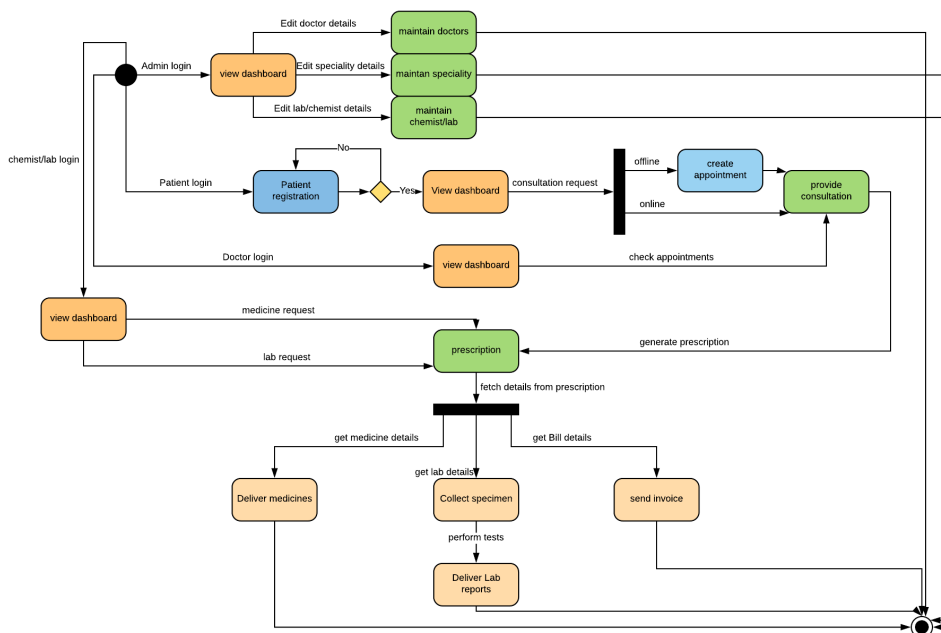 Edit doctor details
maintain doctors
Admin login
view dashboard
Edit speciality details
maintan speciality
Edit lab/chemist details
maintain
chemist/lab
chemist/lab login
No
Patient login
Patient
registration
Yes
View dashboard
consultation request
offline
create
appointment
online
provide
consultation
Doctor login
view dashboard
check appointments
view dashboard
medicine request
lab request
prescription
generate prescription
fetch details from prescription
get medicine details
get lab details
get Bill details
Deliver medicines
Collect specimen
send invoice
perform tests
Deliver Lab
reports